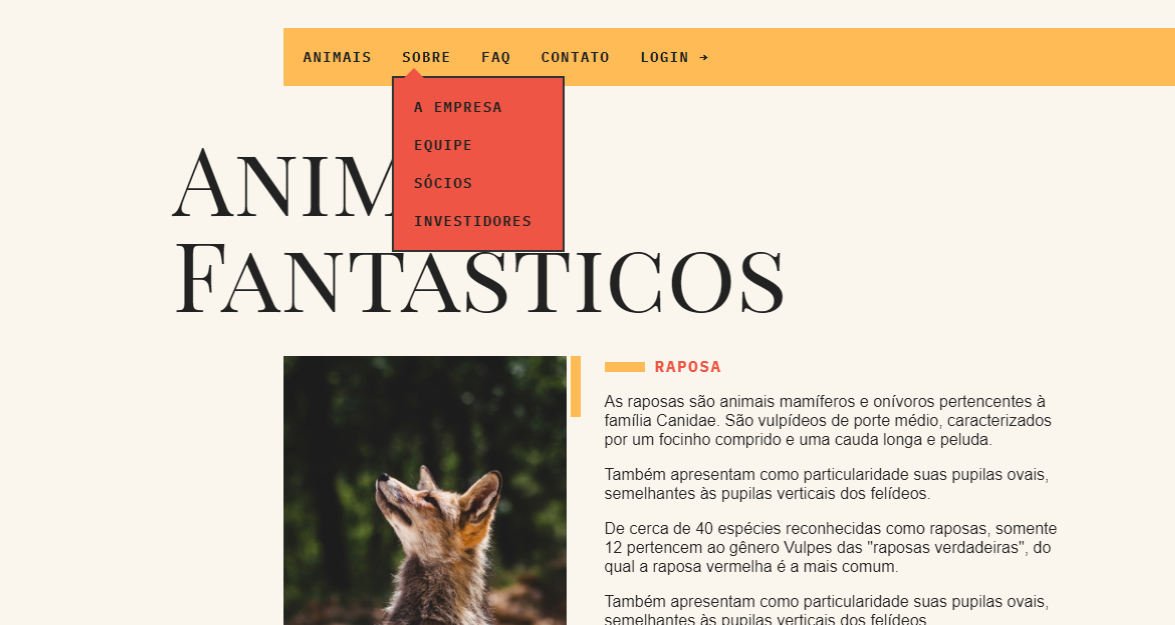 ANIMAIS SOBRE FAQ CONTATO LOGIN →
A EMPRESA
EQUIPE
SÓCIOS
INVESTIDORES
ANIM
FANTASTICOS
RAPOSA
As raposas são animais mamíferos e onívoros pertencentes à
família Canidae. São vulpídeos de porte médio, caracterizados
por um focinho comprido e uma cauda longa e peluda.
Também apresentam como particularidade suas pupilas ovais,
semelhantes às pupilas verticais dos felídeos.
De cerca de 40 espécies reconhecidas como raposas, somente
12 pertencem ao gênero Vulpes das "raposas verdadeiras", do
qual a raposa vermelha é a mais comum.
Também apresentam como particularidade suas pupilas ovais,
semelhantes às pupilas verticais dos felídeos